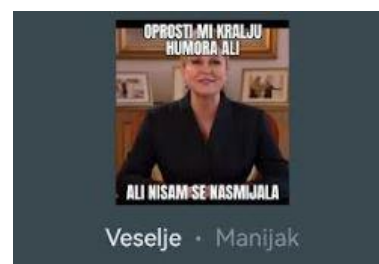 OPROSTI MI KRALJU
HUMORA ALI
ALI NISAM SE NASMIJALA
Veselje · Manijak